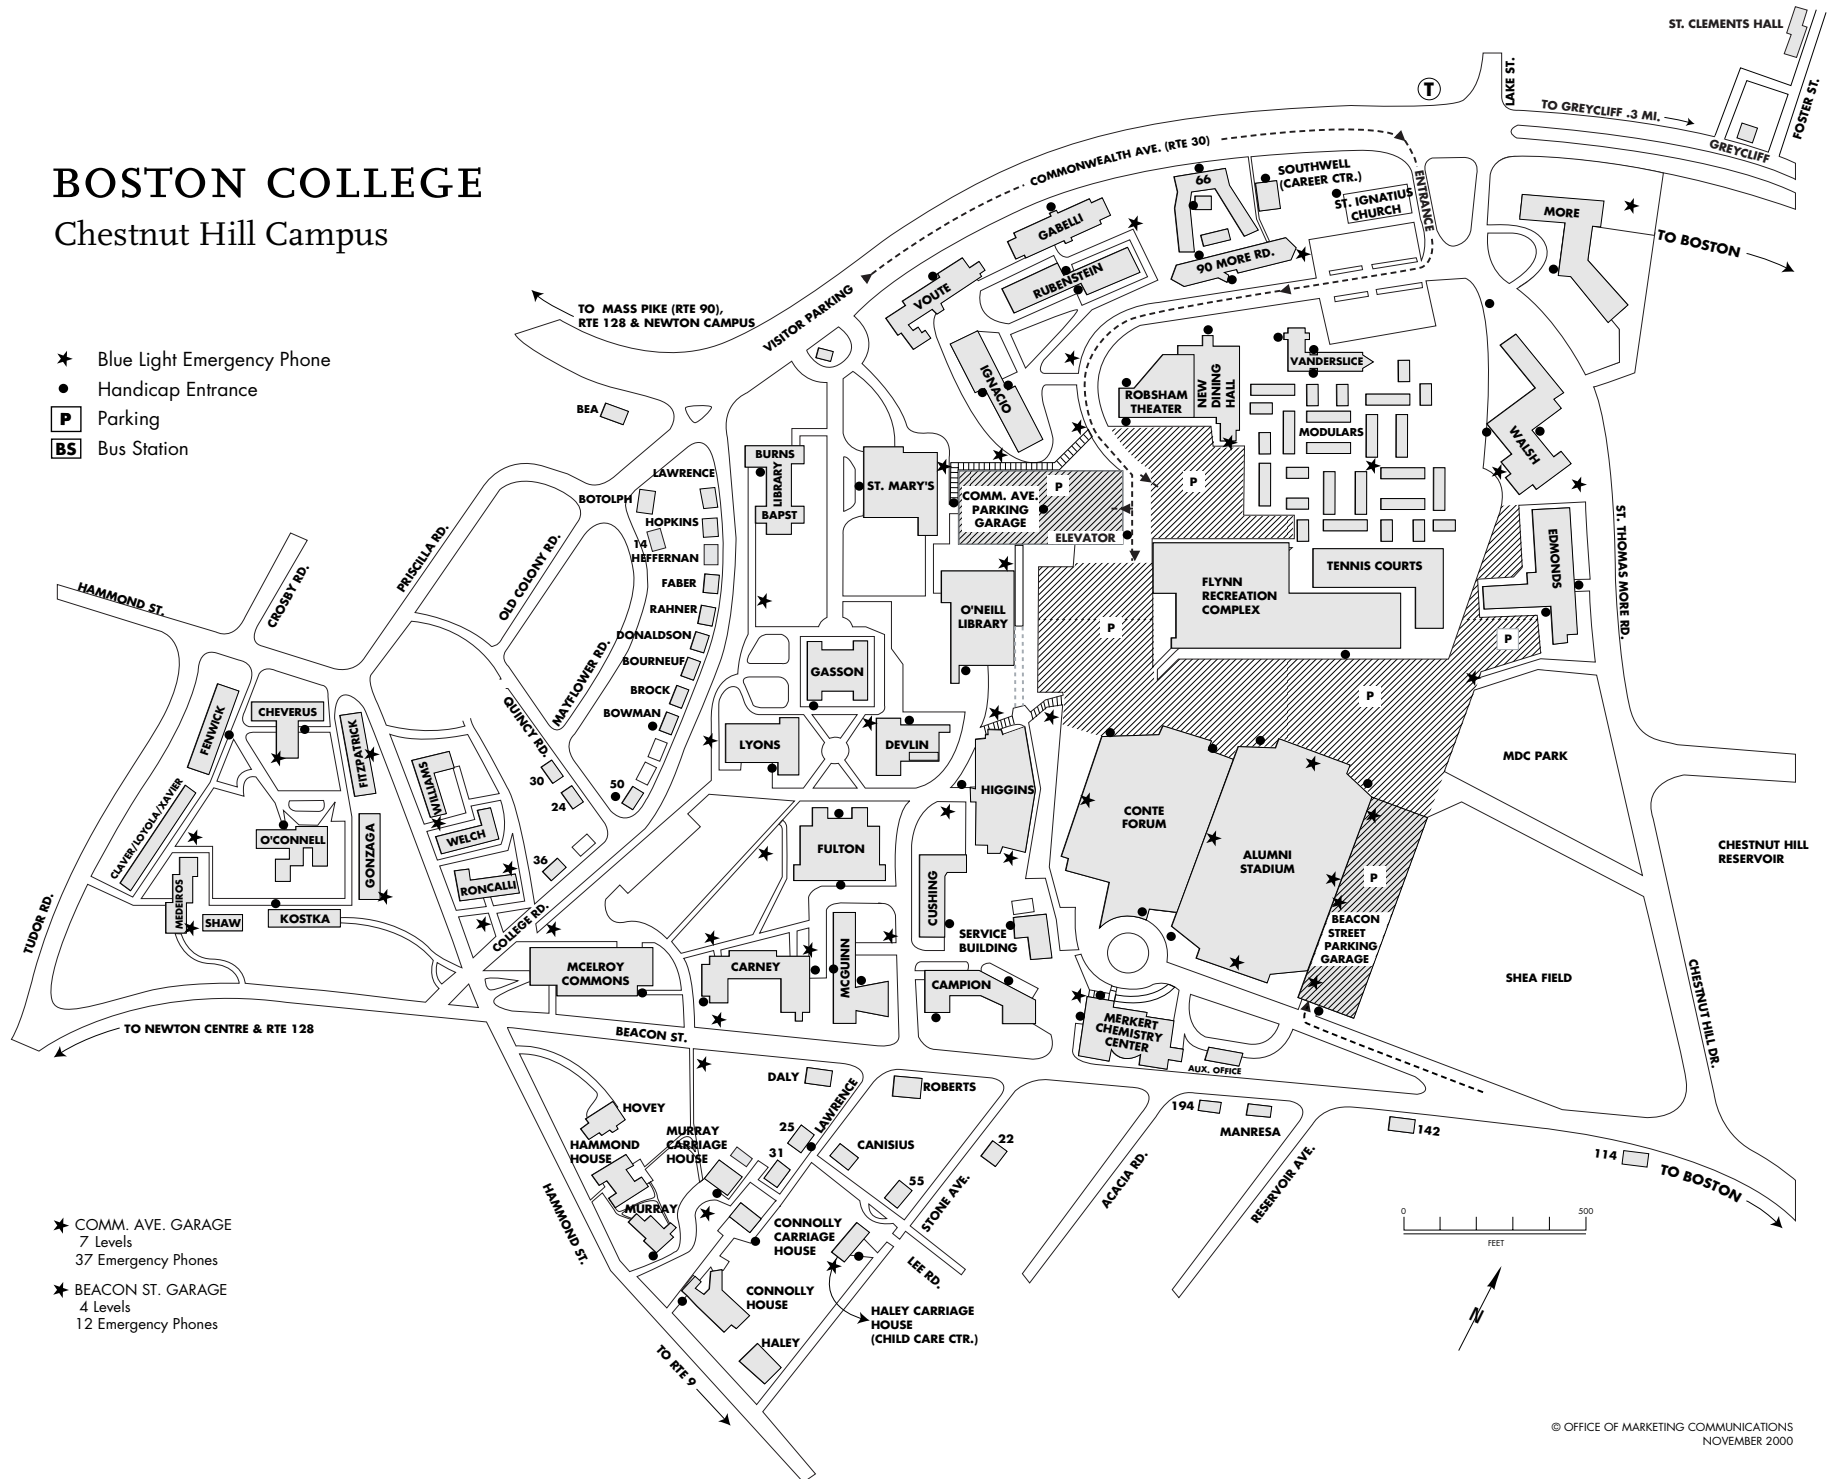 BOSTON COLLEGE
Chestnut Hill Campus
Blue Light Emergency Phone
Handicap Entrance
P
Parking
BS
Bus Station
ST. CLEMENTS HALL
FOSTER ST.
LAKE ST.
T
TO GREYCLIFF .3 MI.
GREYCLIFF
COMMONWEALTH AVE. (RTE 30)
ENTRANCE
SOUTHWELL
(CAREER CTR.)
ST. IGNATIUS
CHURCH
66
90 MORE RD.
MORE
TO BOSTON
GABELLI
RUBENSTEIN
VOUTE
IGNACIO
TO MASS PIKE (RTE 90),
RTE 128 & NEWTON CAMPUS
VISITOR PARKING
ROBSHAM
THEATER
NEW
DINING
HALL
VANDERSLICE
MODULARS
WALSH
EDMONDS
ST. THOMAS MORE RD.
BEA
LAWRENCE
BOTOLPH
HOPKINS
14
HEFFERNAN
FABER
RAHNER
DONALDSON
BOURNEUF
BROCK
BOWMAN
BURNS
LIBRARY
BAPST
ST. MARY'S
COMM. AVE.
PARKING
GARAGE
P
ELEVATOR
P
P
P
P
O'NEILL
LIBRARY
FLYNN
RECREATION
COMPLEX
TENNIS COURTS
HAMMOND ST.
CROSBY RD.
PRISCILLA RD.
OLD COLONY RD.
MAYFLOWER RD.
QUINCY RD.
GASSON
LYONS
DEVLIN
HIGGINS
FENWICK
CHEVERUS
FITZPATRICK
WILLIAMS
WELCH
RONCALLI
CLAVER/LOYOLA/XAVIER
O'CONNELL
GONZAGA
MEDEIROS
SHAW
KOSTKA
30
24
50
36
COLLEGE RD.
TUDOR RD.
FULTON
CUSHING
CONTE
FORUM
ALUMNI
STADIUM
P
BEACON
STREET
PARKING
GARAGE
MDC PARK
CHESTNUT HILL
RESERVOIR
SHEA FIELD
CHESTNUT HILL DR.
SERVICE
BUILDING
MCELROY
COMMONS
CARNEY
MCGUINN
CAMPION
MERKERT
CHEMISTRY
CENTER
AUX. OFFICE
TO NEWTON CENTRE & RTE 128
BEACON ST.
DALY
LAWRENCE
ROBERTS
HOVEY
HAMMOND
HOUSE
MURRAY
CARRIAGE
HOUSE
MURRAY
25
31
CANISIUS
55
22
STONE AVE.
194
MANRESA
142
114
TO BOSTON
ACACIA RD.
RESERVOIR AVE.
HAMMOND ST.
CONNOLLY
CARRIAGE
HOUSE
CONNOLLY
HOUSE
LEE RD.
HALEY CARRIAGE
HOUSE
(CHILD CARE CTR.)
HALEY
TO RTE 9
0
500
FEET
N
COMM. AVE. GARAGE
7 Levels
37 Emergency Phones
BEACON ST. GARAGE
4 Levels
12 Emergency Phones
© OFFICE OF MARKETING COMMUNICATIONS
NOVEMBER 2000